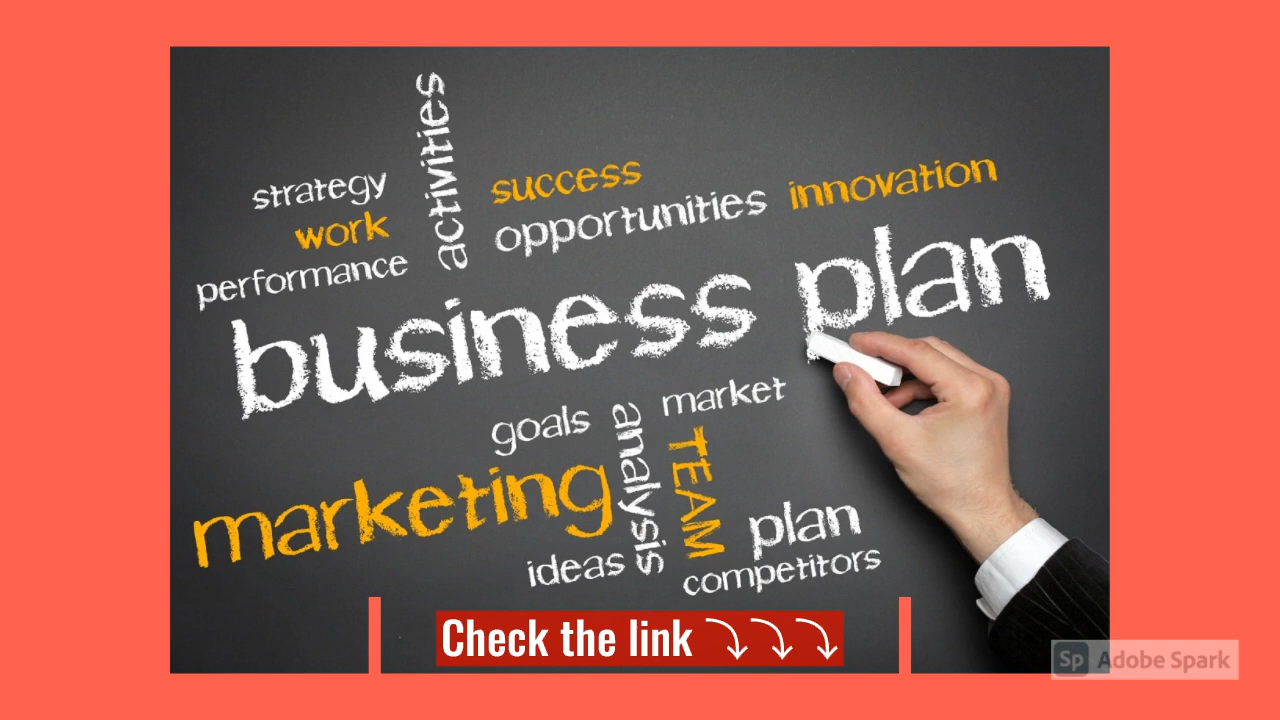 activities
strategy
success
innovation
work
opportunities
performance
business plan
market
goals
analysis
TEAM
marketing
plan
ideas
competitors
Check the link
Sp Adobe Spark